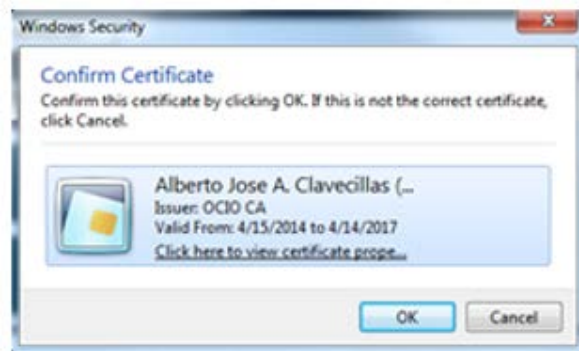 Windows Security
Confirm Certificate
Confirm this certificate by clicking OK. If this is not the correct certificate,
click Cancel.
Alberto Jose A. Clavecillas (...
Issuer: OCIO CA
Valid From: 4/15/2014 to 4/14/2017
Click here to view certificate prope...
OK
Cancel